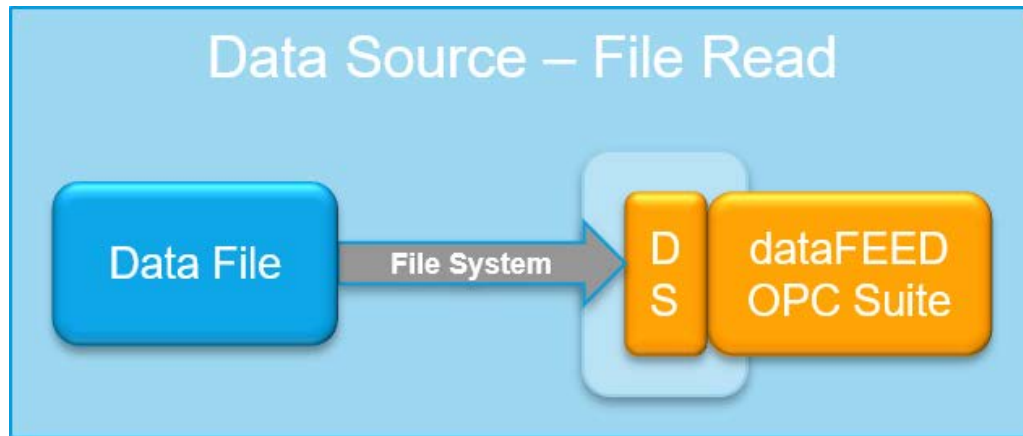 Data Source – File Read
Data File
File System
D
S
dataFEED
OPC Suite